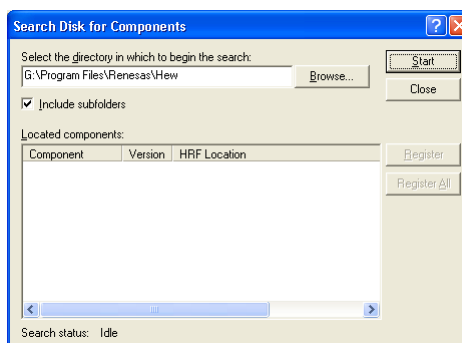 Search Disk for Components
Select the directory in which to begin the search:
G:\Program Files\Renesas\Hew
Browse...
Start
Close
Include subfolders
Located components:
Component Version HRF Location
Register
Register All
Search status: Idle